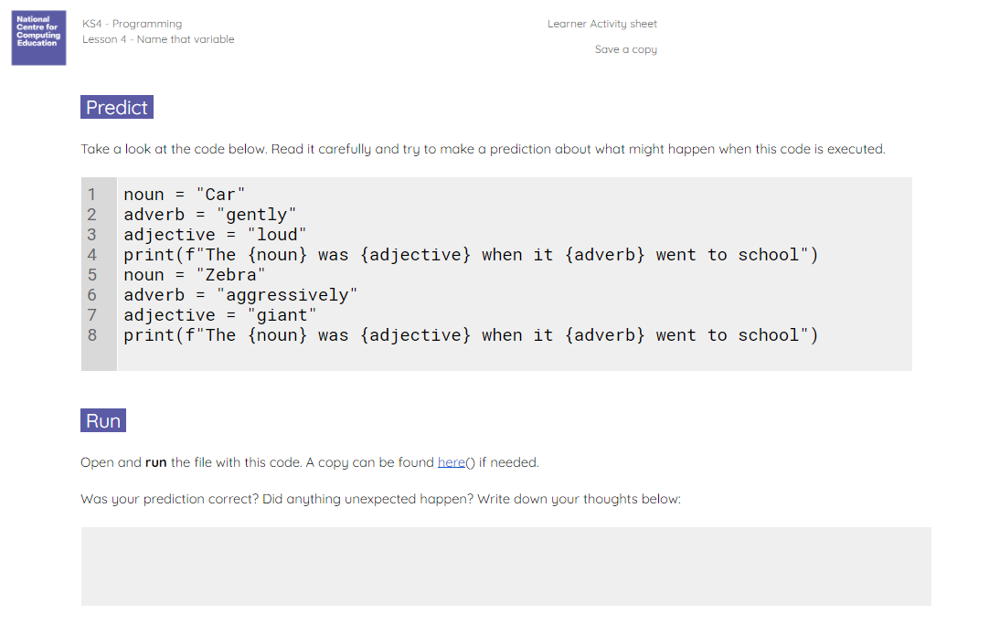 National
Centre for
Computing
Education
KS4 - Programming
Lesson 4 - Name that variable
Learner Activity sheet
Save a copy
Predict
Take a look at the code below. Read it carefully and try to make a prediction about what might happen when this code is executed.
1 noun = "Car"
2 adverb = "gently"
3 adjective = "loud"
4 print(f"The {noun} was {adjective} when it {adverb} went to school")
5 noun = "Zebra"
6 adverb = "aggressively"
7 adjective = "giant"
8 print(f"The {noun} was {adjective} when it {adverb} went to school")
Run
Open and run the file with this code. A copy can be found here() if needed.
Was your prediction correct? Did anything unexpected happen? Write down your thoughts below: